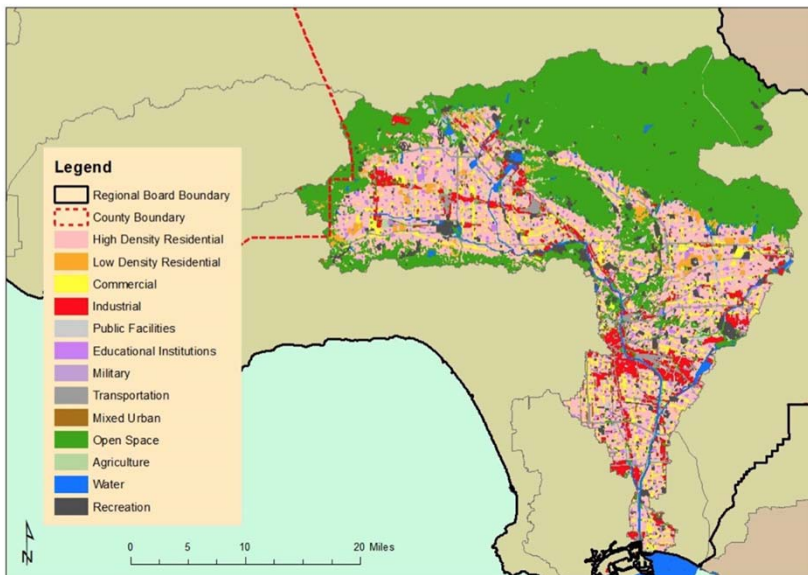 Legend
Regional Board Boundary
County Boundary
High Density Residential
Low Density Residential
Commercial
Industrial
Public Facilities
Educational Institutions
Military
Transportation
Mixed Urban
Open Space
Agriculture
Water
Recreation
N
0 5 10 20 Miles